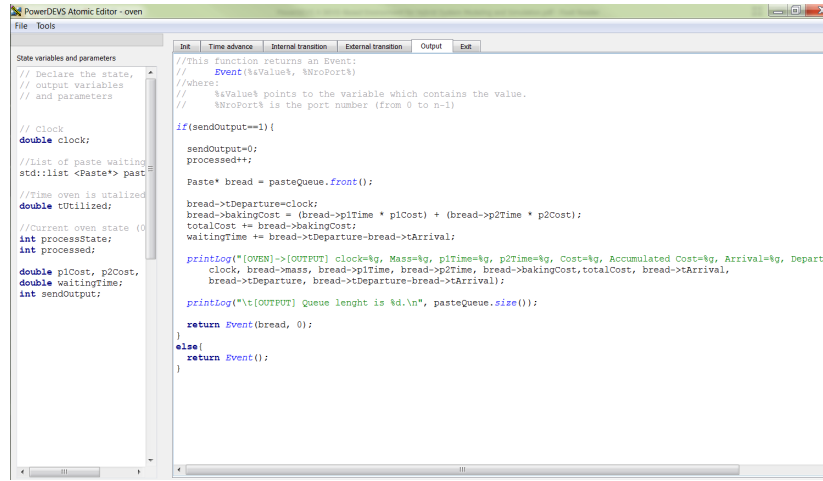 PowerDEVS Atomic Editor - oven
File Tools
Init Time advance Internal transition External transition Output Exit
State variables and parameters
// Declare the state,
// output variables
// and parameters
// Clock
double clock;
//List of paste waiting
std::list <Paste*> past
//Time oven is utalized
double tUtilized;
//Current oven state (0
int processState;
int processed;
double p1Cost, p2Cost,
double waitingTime;
int sendOutput;
//This function returns an Event:
//     Event(%&Value%, %NroPort%)
//where:
//     %&Value% points to the variable which contains the value.
//     %NroPort% is the port number (from 0 to n-1)
if(sendOutput==1){
sendOutput=0;
processed++;
Paste* bread = pasteQueue.front();
bread->tDeparture=clock;
bread->bakingCost = (bread->p1Time * p1Cost) + (bread->p2Time * p2Cost);
totalCost += bread->bakingCost;
waitingTime += bread->tDeparture-bread->tArrival;
printLog("[OVEN]->[OUTPUT] clock=%g, Mass=%g, p1Time=%g, p2Time=%g, Cost=%g, Accumulated Cost=%g, Arrival=%g, Depart
clock, bread->mass, bread->p1Time, bread->p2Time, bread->bakingCost,totalCost, bread->tArrival,
bread->tDeparture, bread->tDeparture-bread->tArrival);
printLog("\t[OUTPUT] Queue lenght is %d.\n", pasteQueue.size());
return Event(bread, 0);
}
else{
return Event();
}